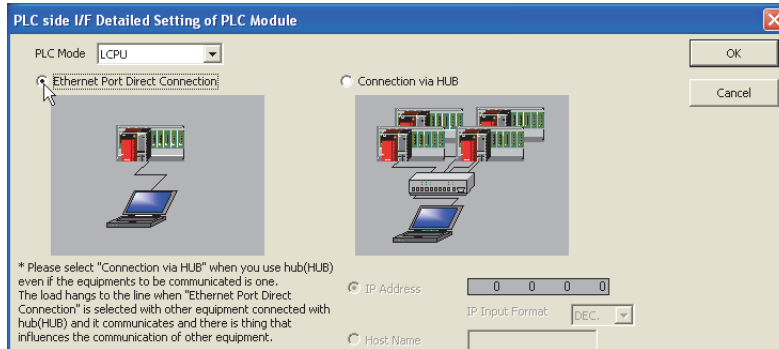 PLC side I/F Detailed Setting of PLC Module
PLC Mode LCPU
OK
Ethernet Port Direct Connection
Connection via HUB
Cancel
* Please select "Connection via HUB" when you use hub(HUB)
even if the equipments to be communicated is one.
The load hangs to the line when "Ethernet Port Direct
Connection" is selected with other equipment connected with
hub(HUB) and it communicates and there is thing that
influences the communication of other equipment.
IP Address 0 0 0 0
IP Input Format DEC.
Host Name